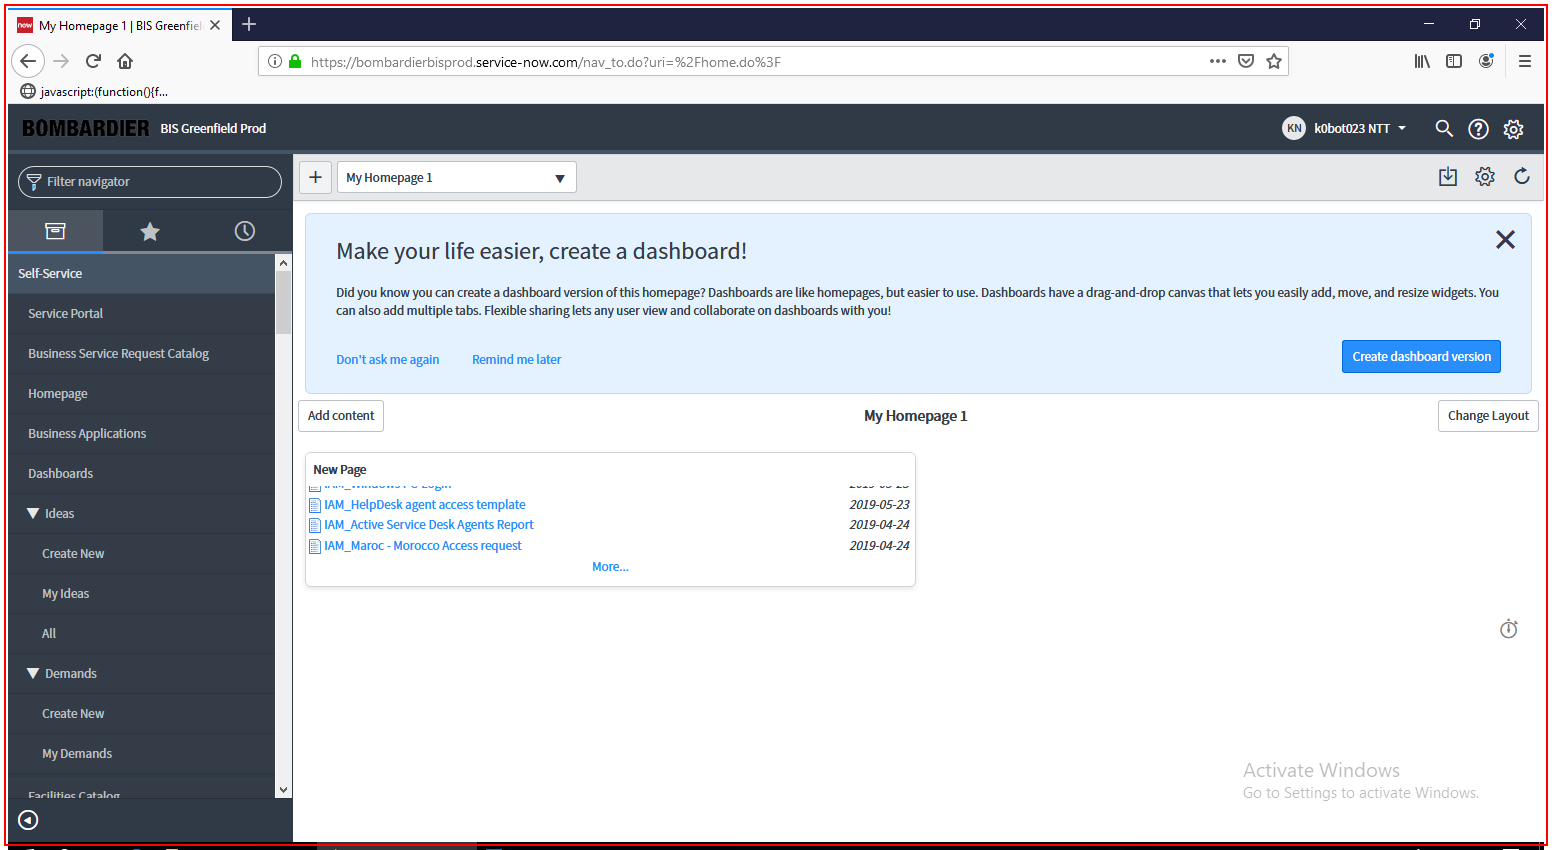 My Homepage 1 | BIS Greenfiel
https://bombardierbisprod.service-now.com/nav_to.do?uri=%2Fhome.do%3F
javascript:(function(){f...
BOMBARDIER BIS Greenfield Prod
KN k0bot023 NTT
Filter navigator
My Homepage 1
Self-Service
Service Portal
Business Service Request Catalog
Homepage
Business Applications
Dashboards
Ideas
Create New
My Ideas
All
Demands
Create New
My Demands
Facilities Catalog
Make your life easier, create a dashboard!
Did you know you can create a dashboard version of this homepage? Dashboards are like homepages, but easier to use. Dashboards have a drag-and-drop canvas that lets you easily add, move, and resize widgets. You
can also add multiple tabs. Flexible sharing lets any user view and collaborate on dashboards with you!
Don't ask me again Remind me later
Create dashboard version
Add content
My Homepage 1
Change Layout
New Page
IAM_Windows PC Login 2019-05-23
IAM_HelpDesk agent access template 2019-05-23
IAM_Active Service Desk Agents Report 2019-04-24
IAM_Maroc - Morocco Access request 2019-04-24
More...
Activate Windows
Go to Settings to activate Windows.